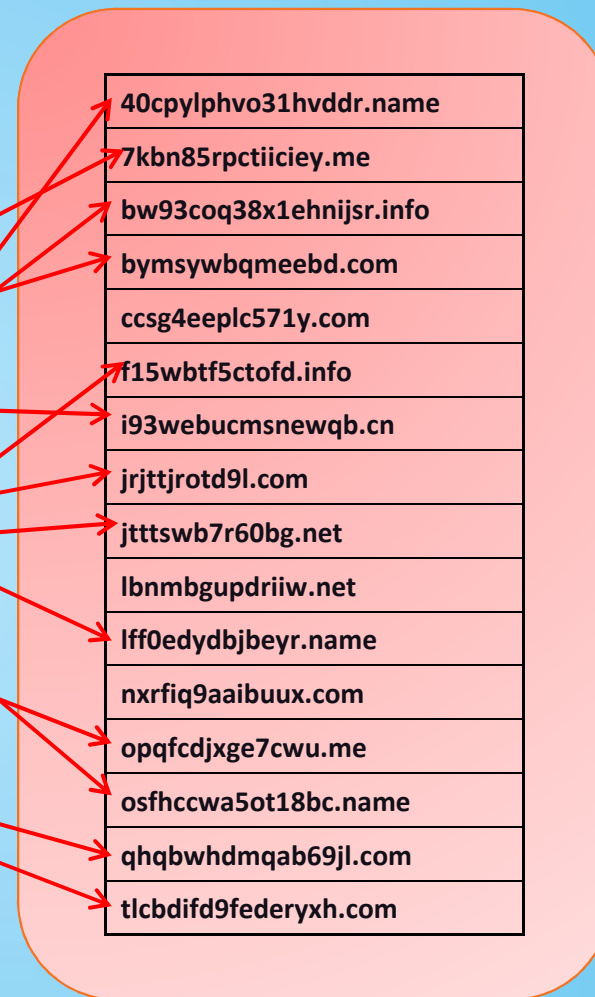 40cpylphvo31hvddr.name
7kbn85rpctiiciey.me
bw93coq38x1ehnijsr.info
bymsywbqmeebd.com
ccsg4eeplc571y.com
f15wbtf5ctofd.info
i93webucmsnewqb.cn
jrjttjrotd9l.com
jtttswb7r60bg.net
lbnmbgupdriiw.net
lff0edydbjbeyr.name
nxrfiq9aaibuux.com
opqfcdjxge7cwu.me
osfhccwa5ot18bc.name
qhqbwhdmqab69jl.com
tlcbdifd9federyxh.com